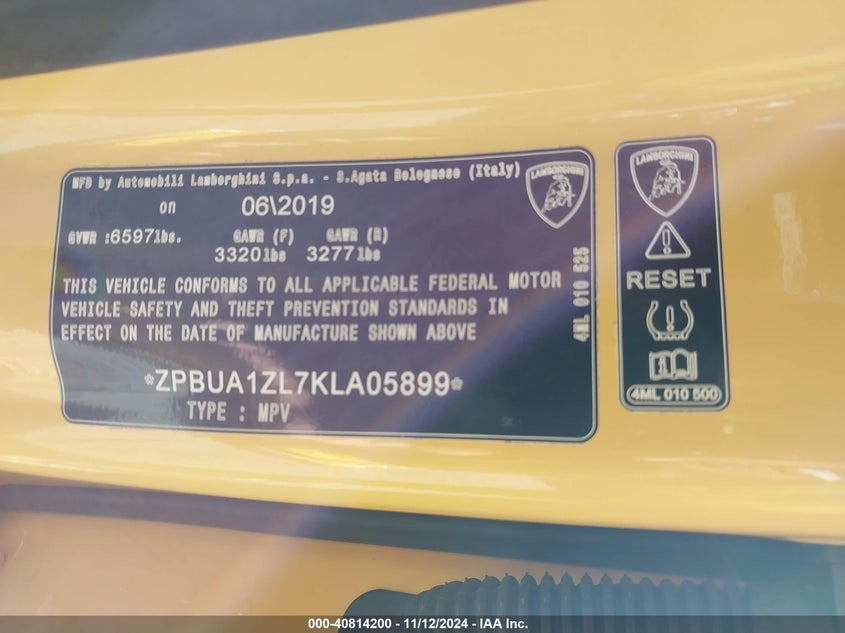 MFD by Automobili Lamborghini S.p.a. - S.Agata Bolognese (Italy)
on 06\2019
GVWR :6597lbs. GAWR (F) GAWR (R)
3320lbs 3277lbs
THIS VEHICLE CONFORMS TO ALL APPLICABLE FEDERAL MOTOR
VEHICLE SAFETY AND THEFT PREVENTION STANDARDS IN
EFFECT ON THE DATE OF MANUFACTURE SHOWN ABOVE
*ZPBUA1ZL7KLA05899*
TYPE : MPV
4ML 010 525
LAMBORGHINI
LAMBORGHINI
RESET
4ML 010 500
000-40814200 - 11/12/2024 - IAA Inc.